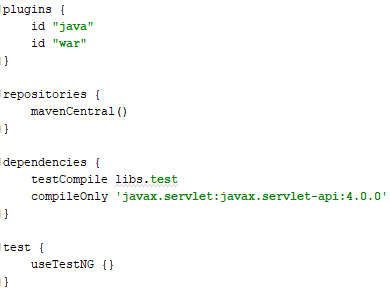 plugins {
    id "java"
    id "war"
}

repositories {
    mavenCentral()
}

dependencies {
    testCompile libs.test
    compileOnly 'javax.servlet:javax.servlet-api:4.0.0'
}

test {
    useTestNG {}
}